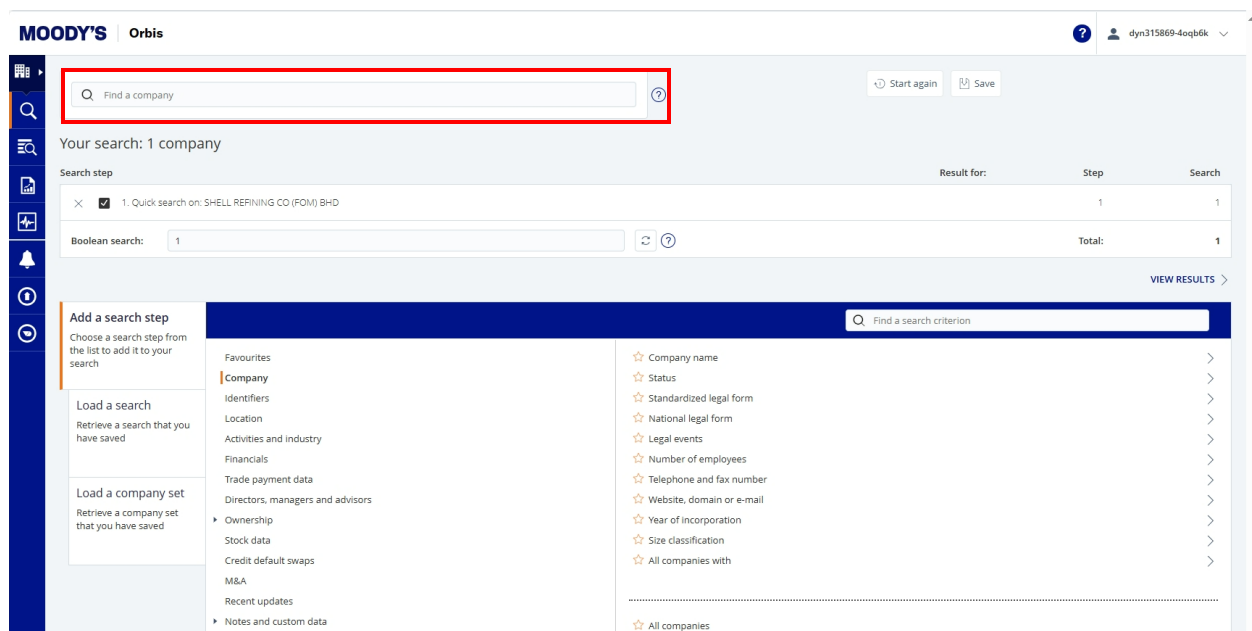 MOODY'S Orbis
? dyn315869-4oqb6k
Find a company ?
Start again Save
Your search: 1 company
Search step Result for: Step Search
1. Quick search on: SHELL REFINING CO (FOM) BHD 1 1
Boolean search: 1 ? Total: 1
VIEW RESULTS
Add a search step
Choose a search step from
the list to add it to your
search
Load a search
Retrieve a search that you
have saved
Load a company set
Retrieve a company set
that you have saved
Find a search criterion
Favourites
Company
Identifiers
Location
Activities and industry
Financials
Trade payment data
Directors, managers and advisors
Ownership
Stock data
Credit default swaps
M&A
Recent updates
Notes and custom data
Company name
Status
Standardized legal form
National legal form
Legal events
Number of employees
Telephone and fax number
Website, domain or e-mail
Year of incorporation
Size classification
All companies with
All companies